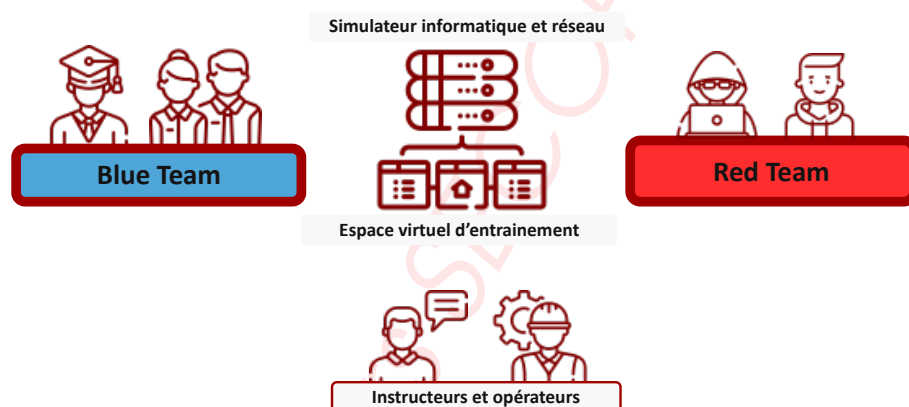 Simulateur informatique et réseau
Blue Team
Red Team
Espace virtuel d'entrainement
Instructeurs et opérateurs